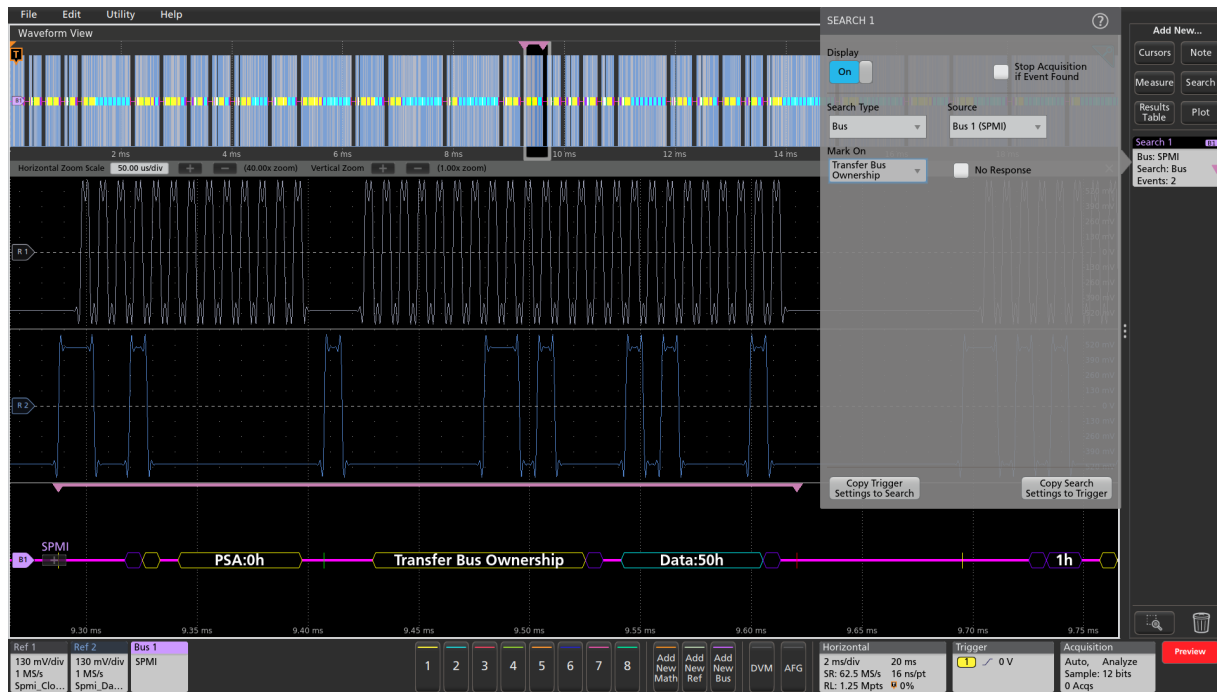 File Edit Utility Help
Waveform View
T
B1
2 ms 4 ms 6 ms 8 ms 10 ms 12 ms 14 ms
Horizontal Zoom Scale 50.00 us/div + − (40.00x zoom) Vertical Zoom + − (1.00x zoom)
R 1
R 2
SPMI
B1
PSA:0h
Transfer Bus Ownership
Data:50h
1h
9.30 ms 9.35 ms 9.40 ms 9.45 ms 9.50 ms 9.55 ms 9.60 ms 9.65 ms 9.70 ms 9.75 ms
SEARCH 1
?
Display
On
Stop Acquisition
if Event Found
Search Type
Source
Bus
Bus 1 (SPMI)
Mark On
Transfer Bus
Ownership
No Response
Copy Trigger
Settings to Search
Copy Search
Settings to Trigger
Add New...
Cursors
Note
Measure
Search
Results
Table
Plot
Search 1
B1
Bus: SPMI
Search: Bus
Events: 2
Ref 1
130 mV/div
1 MS/s
Spmi_Clo...
Ref 2
130 mV/div
1 MS/s
Spmi_Da...
Bus 1
SPMI
1 2 3 4 5 6 7 8
Add
New
Math
Add
New
Ref
Add
New
Bus
DVM
AFG
Horizontal
2 ms/div 20 ms
SR: 62.5 MS/s 16 ns/pt
RL: 1.25 Mpts 0%
Trigger
1 0 V
Acquisition
Auto, Analyze
Sample: 12 bits
0 Acqs
Preview